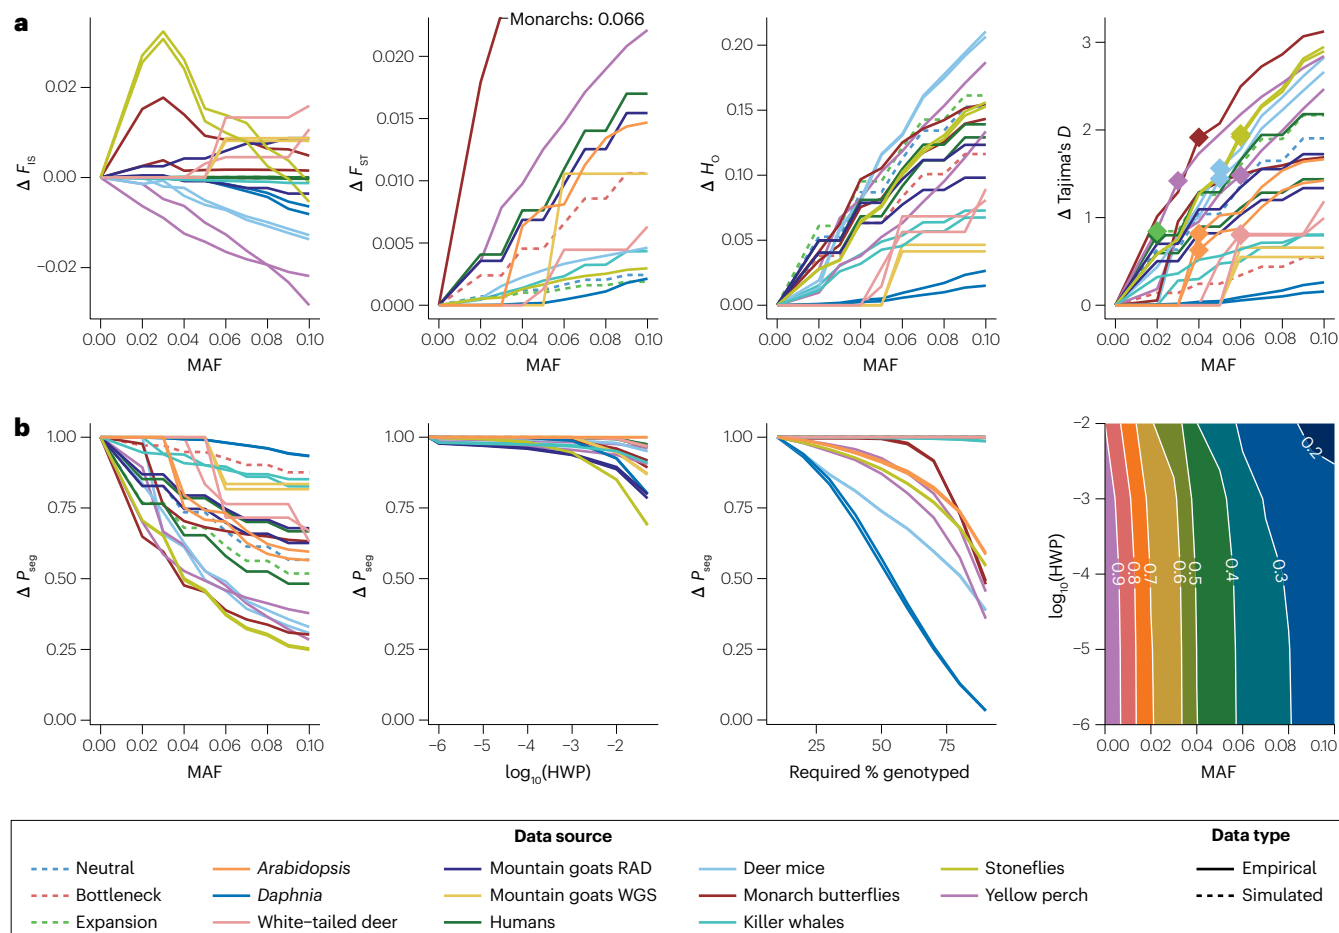 a
Monarchs: 0.066
0.02
0.00
−0.02
Δ FIS
0.00 0.02 0.04 0.06 0.08 0.10
MAF
0.020
0.015
0.010
0.005
0.000
Δ FST
0.00 0.02 0.04 0.06 0.08 0.10
MAF
0.20
0.15
0.10
0.05
0.00
Δ HO
0.00 0.02 0.04 0.06 0.08 0.10
MAF
3
2
1
0
Δ Tajima's D
0.00 0.02 0.04 0.06 0.08 0.10
MAF
b
1.00
0.75
0.50
0.25
0.00
Δ Pseg
0.00 0.02 0.04 0.06 0.08 0.10
MAF
1.00
0.75
0.50
0.25
0.00
Δ Pseg
−6 −5 −4 −3 −2
log10(HWP)
1.00
0.75
0.50
0.25
0.00
Δ Pseg
25 50 75
Required % genotyped
−2
−3
−4
−5
−6
log10(HWP)
0.9 0.8 0.7 0.6 0.5 0.4 0.3 0.2
0.00 0.02 0.04 0.06 0.08 0.10
MAF
Data source
Neutral
Bottleneck
Expansion
Arabidopsis
Daphnia
White−tailed deer
Mountain goats RAD
Mountain goats WGS
Humans
Deer mice
Monarch butterflies
Killer whales
Stoneflies
Yellow perch
Data type
Empirical
Simulated